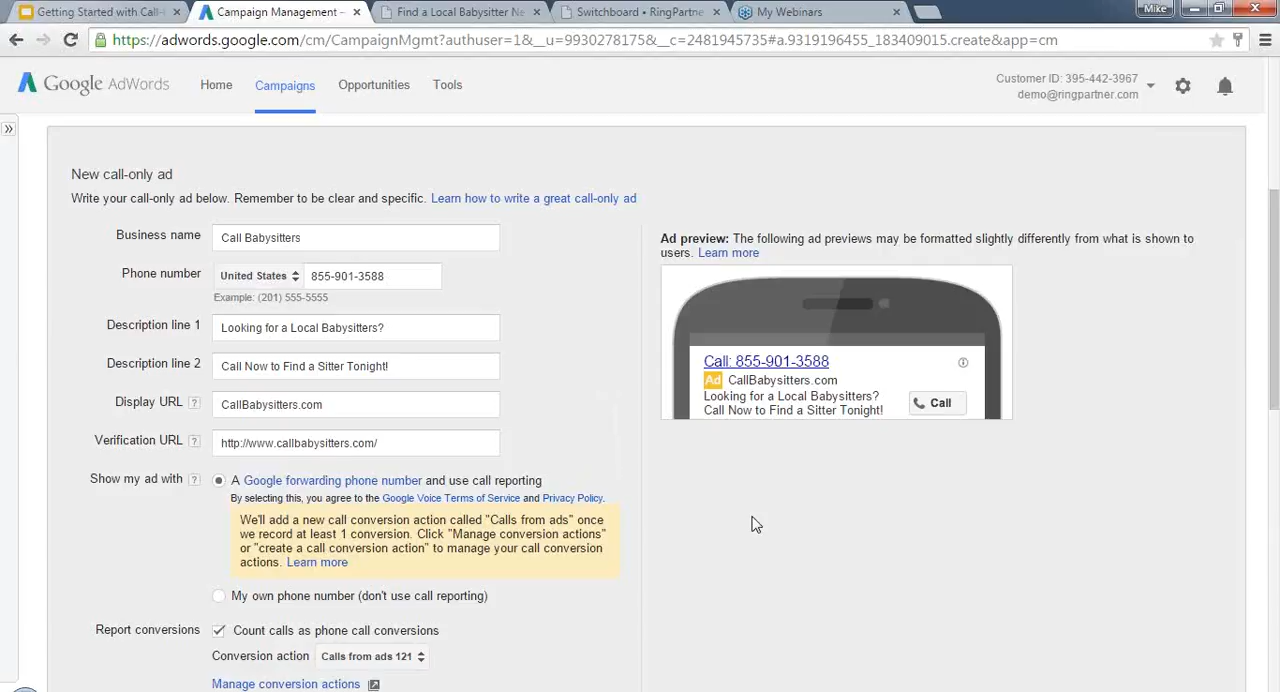 Getting Started with Call-
Campaign Management –
Find a Local Babysitter Ne
Switchboard • RingPartner
My Webinars
Mike
https://adwords.google.com/cm/CampaignMgmt?authuser=1&__u=9930278175&__c=2481945735#a.9319196455_183409015.create&app=cm
Google AdWords
Home
Campaigns
Opportunities
Tools
Customer ID: 395-442-3967
demo@ringpartner.com
New call-only ad
Write your call-only ad below. Remember to be clear and specific. Learn how to write a great call-only ad
Business name
Call Babysitters
Phone number
United States
855-901-3588
Example: (201) 555-5555
Description line 1
Looking for a Local Babysitters?
Description line 2
Call Now to Find a Sitter Tonight!
Display URL ?
CallBabysitters.com
Verification URL ?
http://www.callbabysitters.com/
Show my ad with ?
A Google forwarding phone number and use call reporting
By selecting this, you agree to the Google Voice Terms of Service and Privacy Policy.
We'll add a new call conversion action called "Calls from ads" once
we record at least 1 conversion. Click "Manage conversion actions"
or "create a call conversion action" to manage your call conversion
actions. Learn more
My own phone number (don't use call reporting)
Report conversions
Count calls as phone call conversions
Conversion action
Calls from ads 121
Manage conversion actions
Ad preview: The following ad previews may be formatted slightly differently from what is shown to
users. Learn more
Call: 855-901-3588
Ad CallBabysitters.com
Looking for a Local Babysitters?
Call Now to Find a Sitter Tonight!
Call